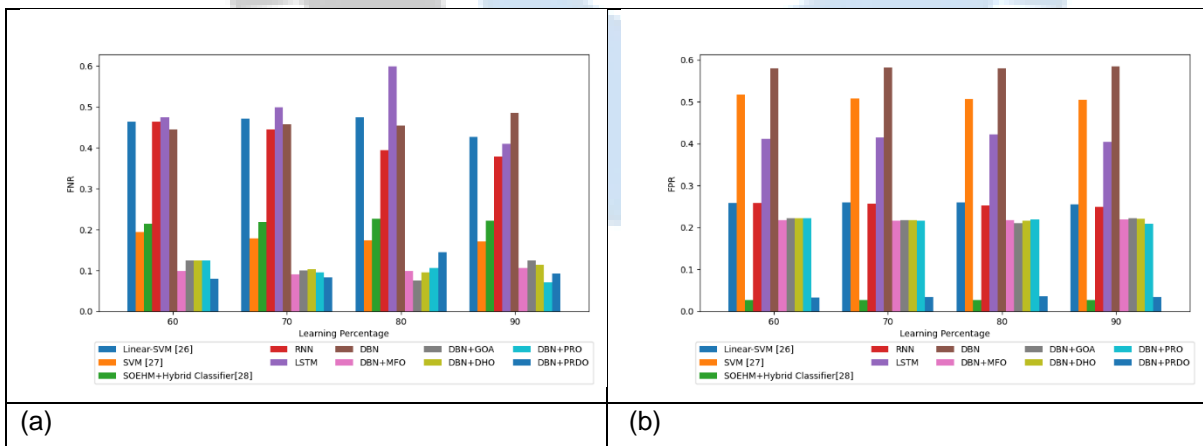 0.6
0.5
0.4
0.3
0.2
0.1
0.0
FNR
60 70 80 90
Learning Percentage
Linear-SVM [26]
SVM [27]
SOEHM+Hybrid Classifier[28]
RNN
LSTM
DBN
DBN+MFO
DBN+GOA
DBN+DHO
DBN+PRO
DBN+PRDO
(a)
0.6
0.5
0.4
0.3
0.2
0.1
0.0
FPR
60 70 80 90
Learning Percentage
Linear-SVM [26]
SVM [27]
SOEHM+Hybrid Classifier[28]
RNN
LSTM
DBN
DBN+MFO
DBN+GOA
DBN+DHO
DBN+PRO
DBN+PRDO
(b)